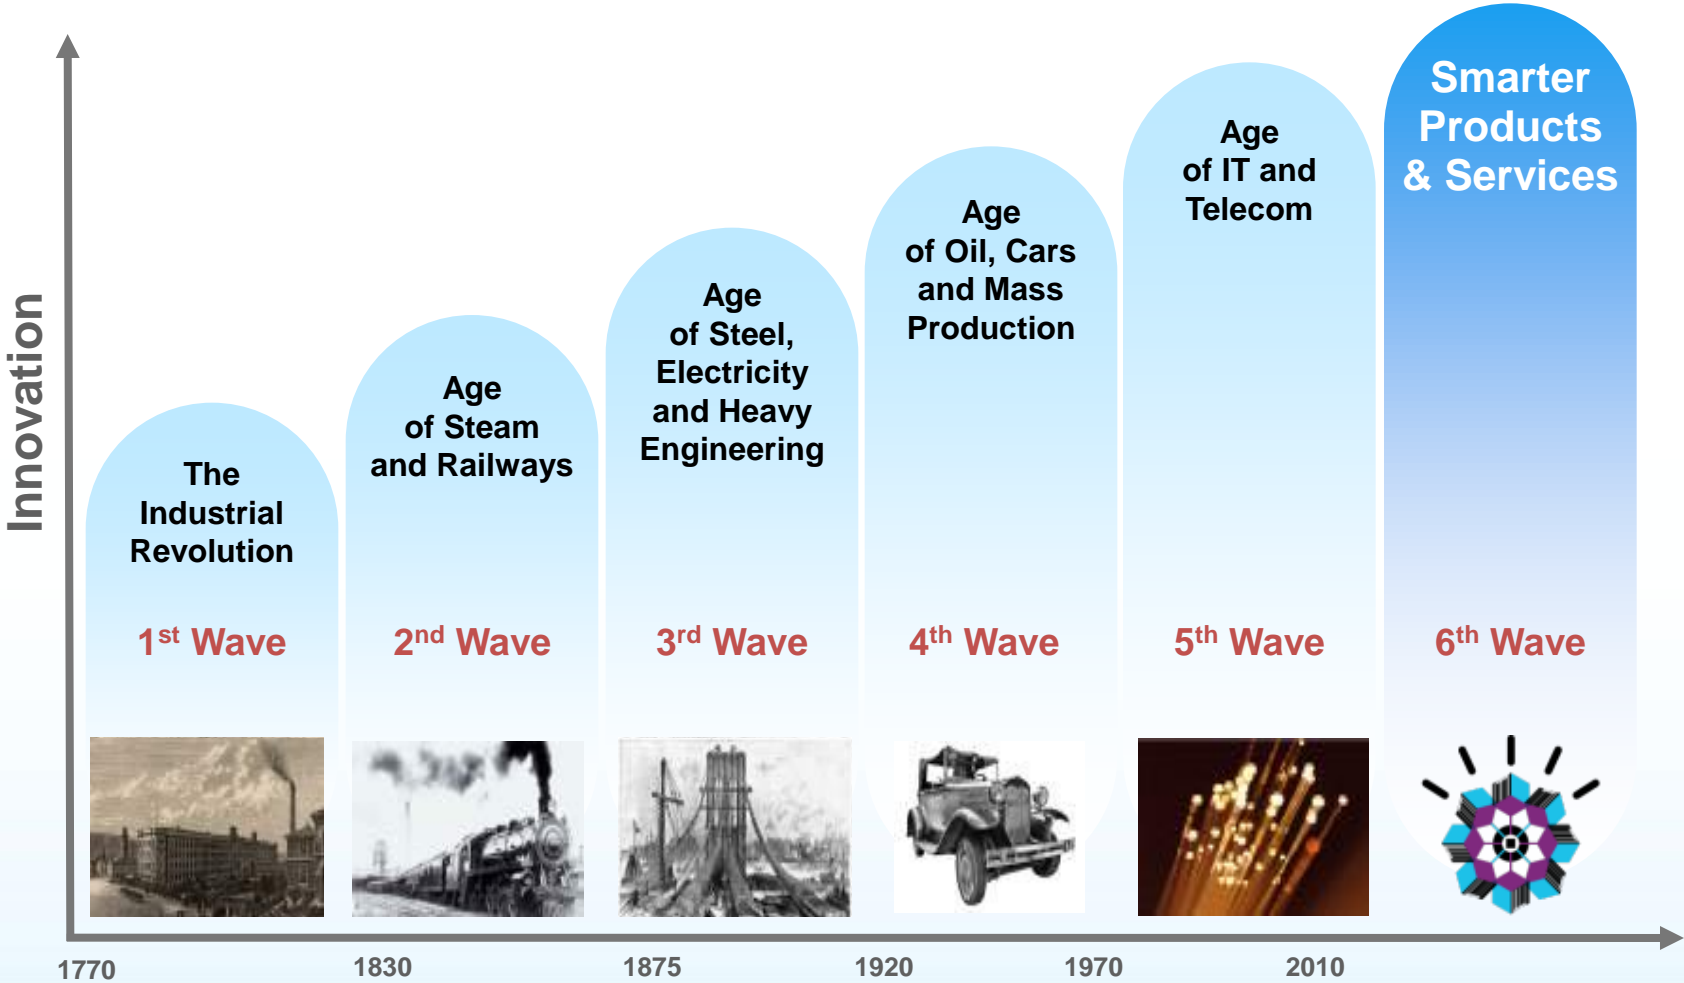 Innovation
The
Industrial
Revolution
1st Wave
Age
of Steam
and Railways
2nd Wave
Age
of Steel,
Electricity
and Heavy
Engineering
3rd Wave
Age
of Oil, Cars
and Mass
Production
4th Wave
Age
of IT and
Telecom
5th Wave
Smarter
Products
& Services
6th Wave
1770
1830
1875
1920
1970
2010